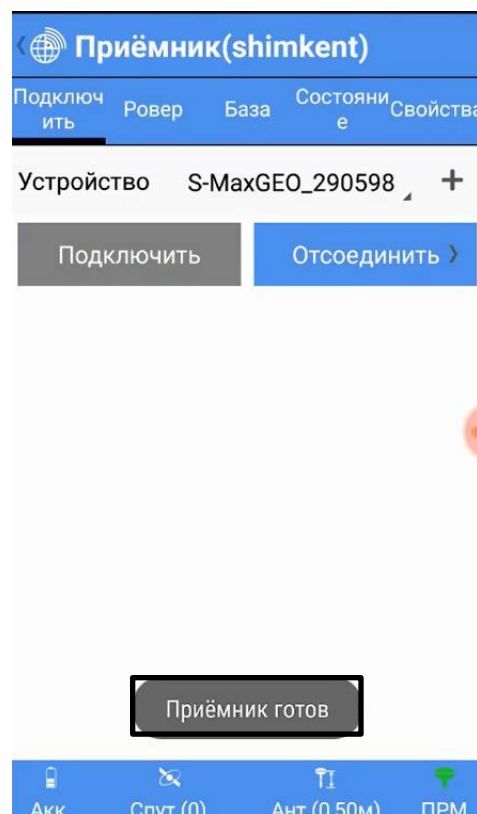 Приёмник(shimkent)
Подключ
ить
Ровер
База
Состояни
е
Свойства
Устройство S-MaxGEO_290598
Подключить
Отсоединить
Приёмник готов
Акк Спут (0) Ант (0.50м) ПРМ